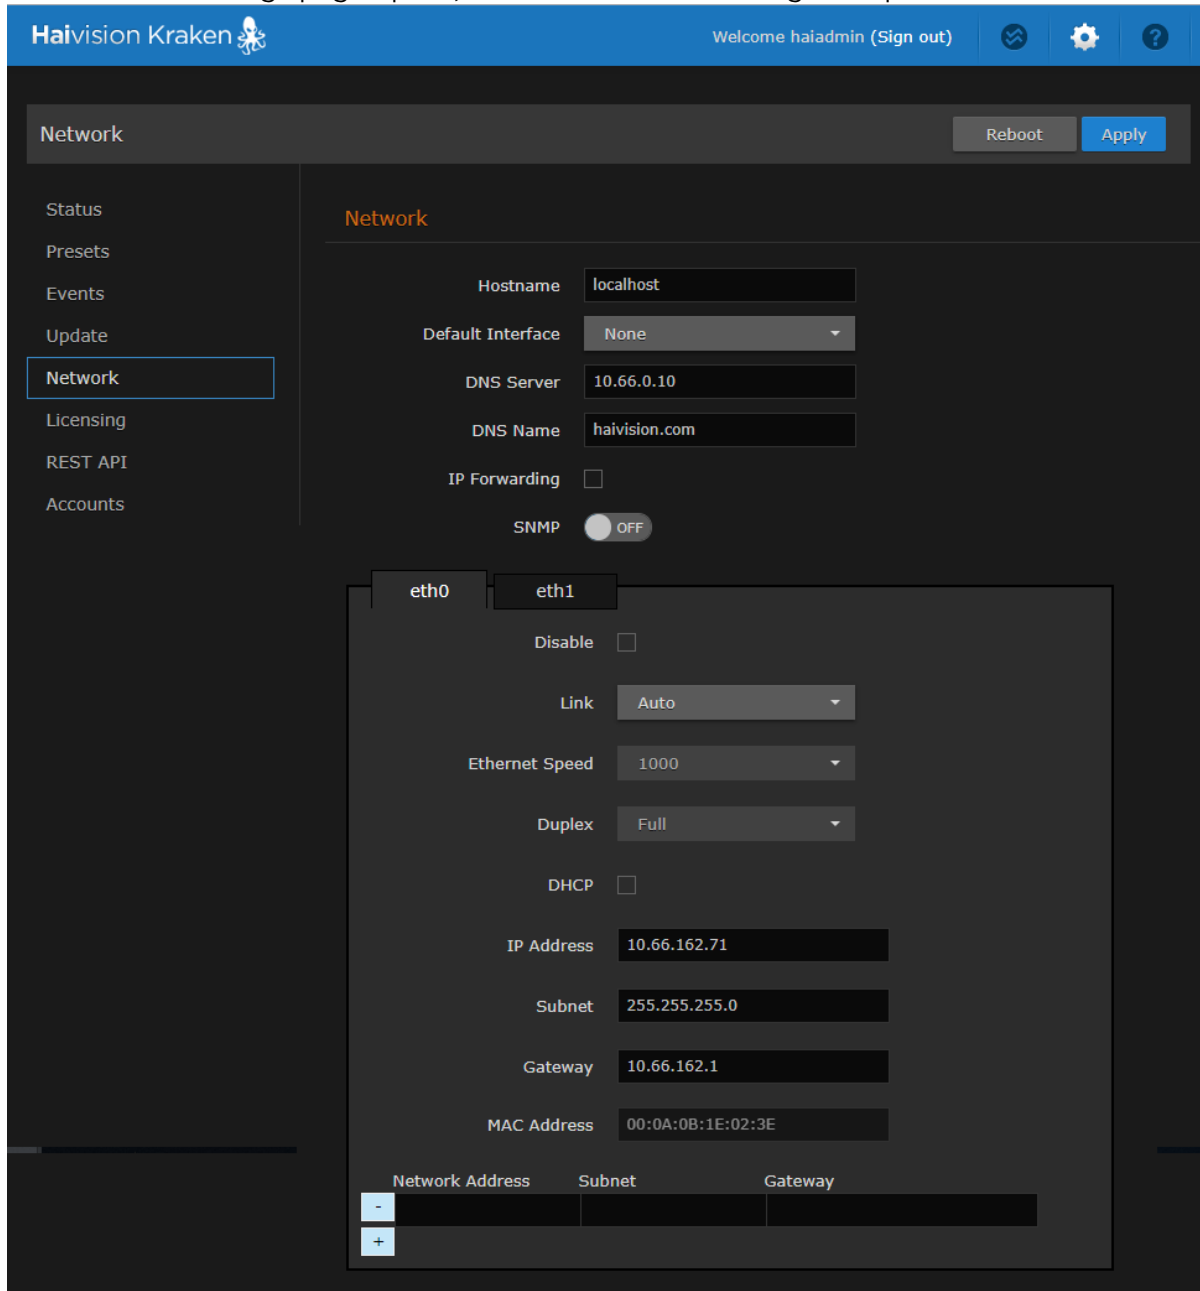 Haivision Kraken
Welcome haiadmin (Sign out)
?
Network
Reboot
Apply
Status
Presets
Events
Update
Network
Licensing
REST API
Accounts
Network
Hostname localhost
Default Interface None
DNS Server 10.66.0.10
DNS Name haivision.com
IP Forwarding
SNMP OFF
eth0 eth1
Disable
Link Auto
Ethernet Speed 1000
Duplex Full
DHCP
IP Address 10.66.162.71
Subnet 255.255.255.0
Gateway 10.66.162.1
MAC Address 00:0A:0B:1E:02:3E
Network Address Subnet Gateway
-
+